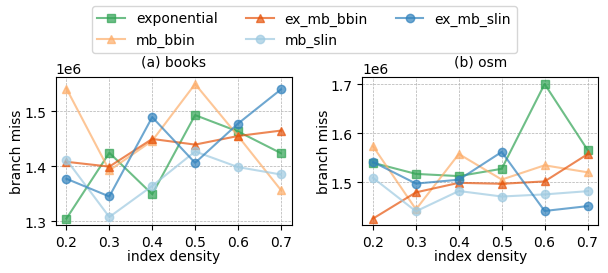 exponential ex_mb_bbin ex_mb_slin
mb_bbin mb_slin
(a) books (b) osm
1e6 1e6
branch miss
1.5
1.4
1.3
0.2 0.3 0.4 0.5 0.6 0.7
index density
branch miss
1.7
1.6
1.5
0.2 0.3 0.4 0.5 0.6 0.7
index density